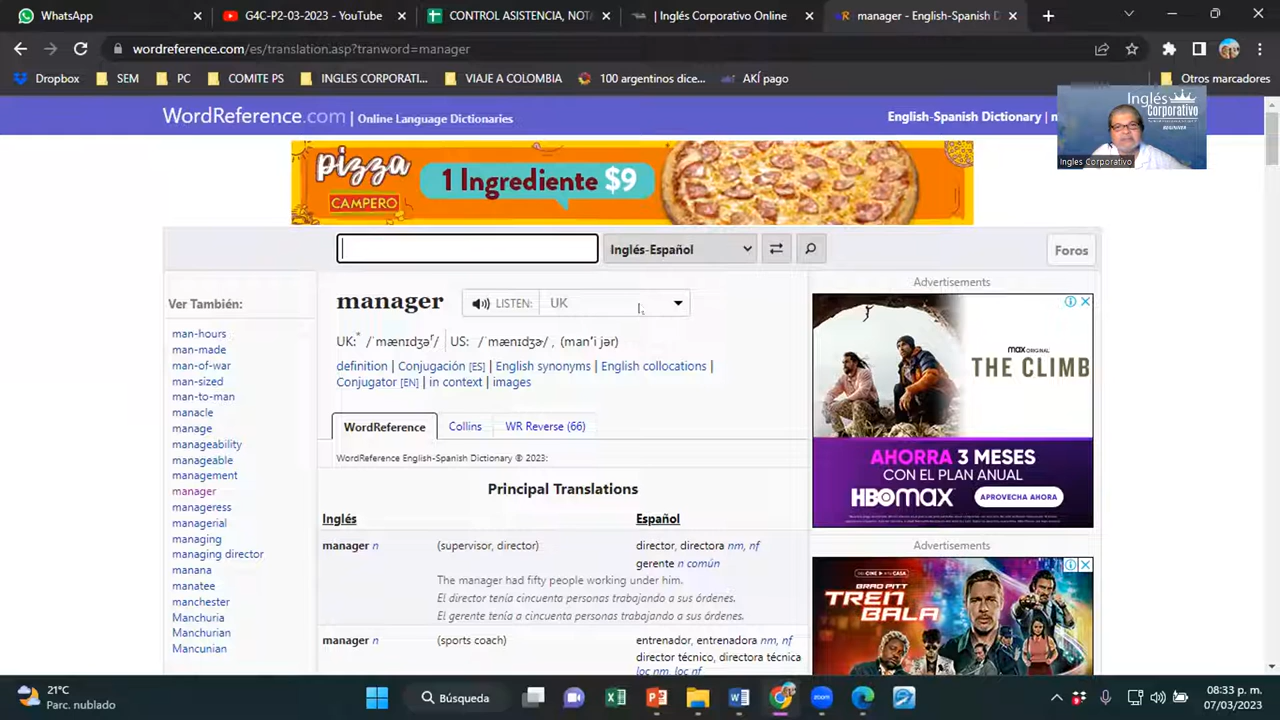 WhatsApp
G4C-P2-03-2023 - YouTube
CONTROL ASISTENCIA, NOTA
| Inglés Corporativo Online
manager - English-Spanish D
wordreference.com/es/translation.asp?tranword=manager
Dropbox
SEM
PC
COMITE PS
INGLES CORPORATI...
VIAJE A COLOMBIA
100 argentinos dice...
AKÍ pago
Otros marcadores
WordReference.com | Online Language Dictionaries
English-Spanish Dictionary |
Inglés
Corporativo
Ingles Corporativo
pizza
CAMPERO
1 Ingrediente $9
Inglés-Español
Foros
Ver También:
man-hours
man-made
man-of-war
man-sized
man-to-man
manacle
manage
manageability
manageable
management
manager
manageress
managerial
managing
managing director
manana
manatee
manchester
Manchuria
Manchurian
Mancunian
manager
LISTEN:
UK
UK:* /ˈmænɪdʒəʳ/
US: /ˈmænɪdʒɚ/ , (man′i jər)
definition | Conjugación [ES] | English synonyms | English collocations |
Conjugator [EN] | in context | images
WordReference
Collins
WR Reverse (66)
WordReference English-Spanish Dictionary © 2023:
Principal Translations
Inglés
Español
manager n
(supervisor, director)
director, directora nm, nf
gerente n común
The manager had fifty people working under him.
El director tenía cincuenta personas trabajando a sus órdenes.
El gerente tenía a cincuenta personas trabajando a sus órdenes.
manager n
(sports coach)
entrenador, entrenadora nm, nf
director técnico, directora técnica
loc nm, loc nf
Advertisements
max ORIGINAL
THE CLIMB
AHORRA 3 MESES
CON EL PLAN ANUAL
HBOmax
APROVECHA AHORA
Advertisements
BRAD PITT
TREN
BALA
21°C
Parc. nublado
Búsqueda
zoom
08:33 p. m.
07/03/2023